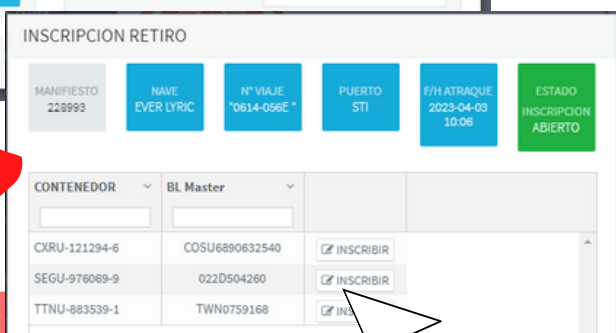 INSCRIPCION RETIRO
MANIFIESTO
228993
NAVE
EVER LYRIC
N° VIAJE
"0614-056E "
PUERTO
STI
F/H ATRAQUE
2023-04-03
10:06
ESTADO
INSCRIPCION
ABIERTO
CONTENEDOR BL Master
CXRU-121294-6 COSU6890632540 INSCRIBIR
SEGU-976069-9 022D504260 INSCRIBIR
TTNU-883539-1 TWN0759168